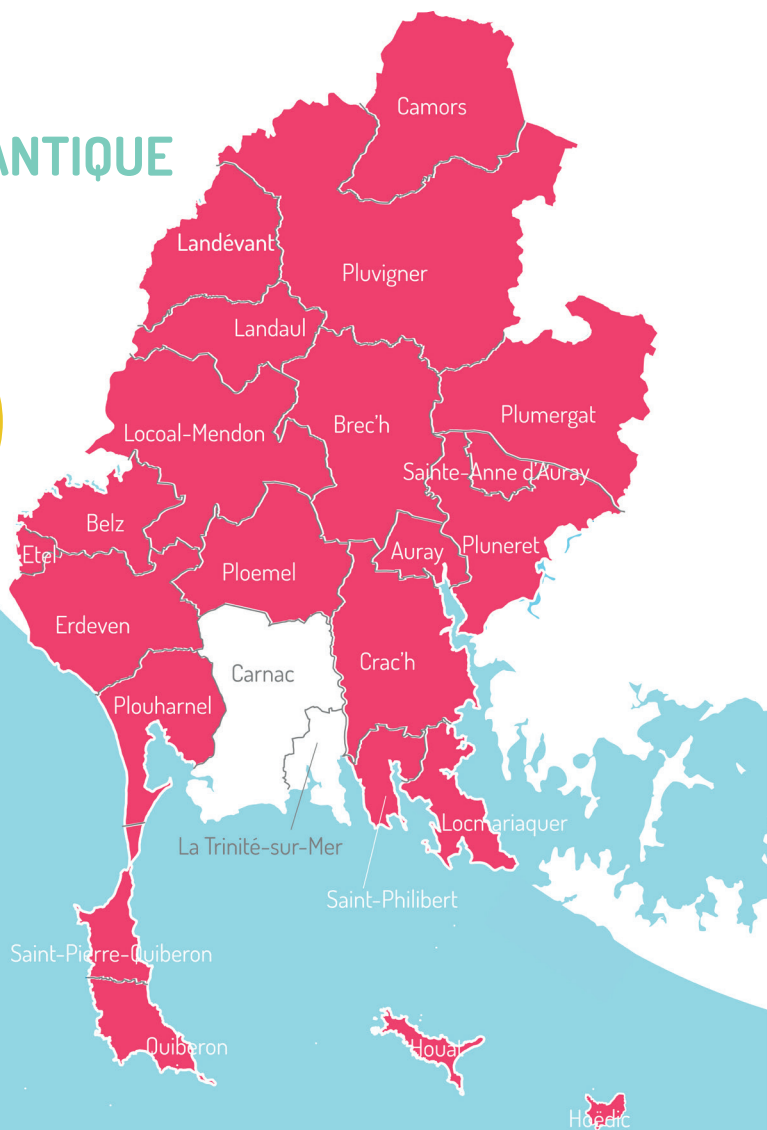 Camors
ANTIQUE
Landévant
Pluvigner
Landaul
Plumergat
Brec'h
Locoal-Mendon
Sainte-Anne d'Auray
Belz
Pluneret
Auray
Etel
Ploemel
Erdeven
Crac'h
Carnac
Plouharnel
Locmariaquer
La Trinité-sur-Mer
Saint-Philibert
Saint-Pierre-Quiberon
Quiberon
Houat
Hoëdic